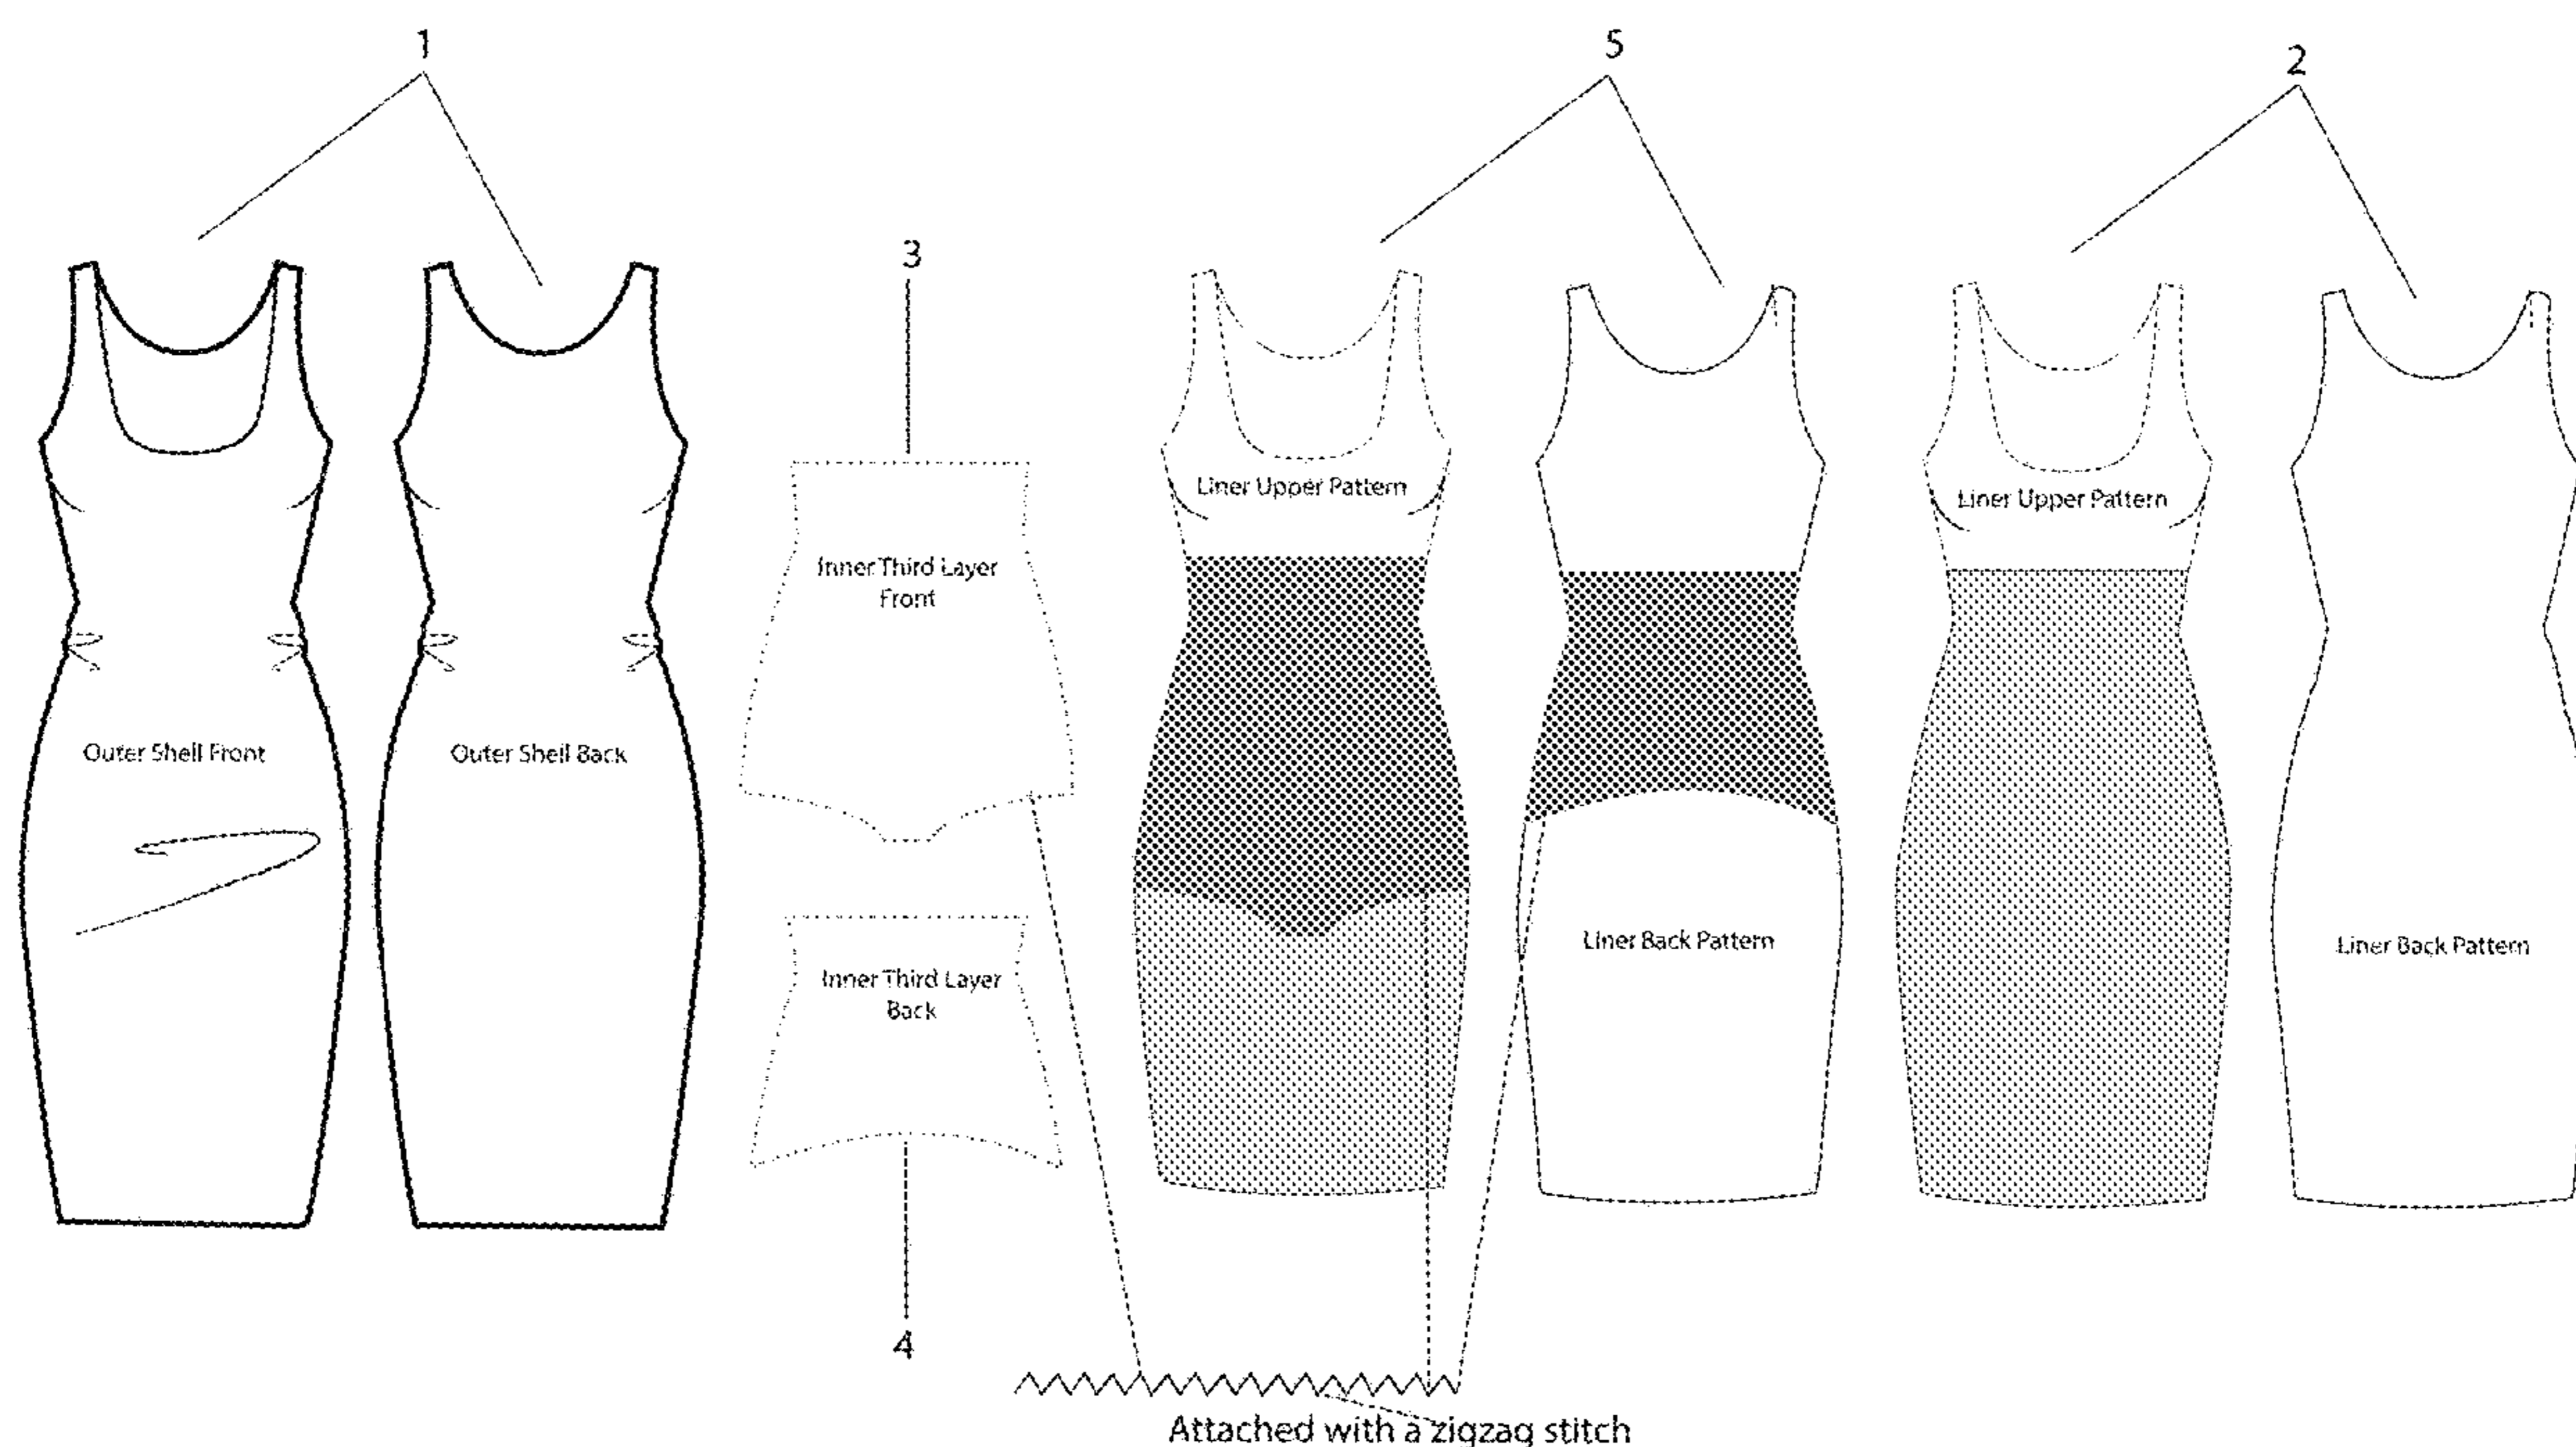 1
5
2
3
Liner Upper Pattern
Liner Upper Pattern
Inner Third Layer
Front
Outer Shell Front
Outer Shell Back
Liner Back Pattern
Liner Back Pattern
Inner Third Layer
Back
4
Attached with a zigzag stitch